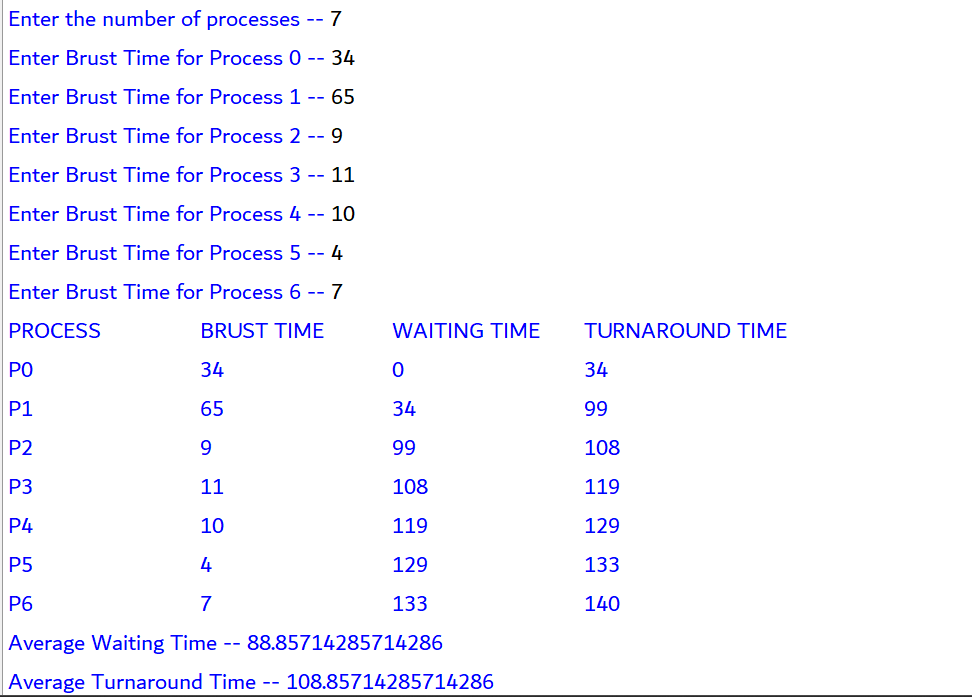 Enter the number of processes -- 7
Enter Brust Time for Process 0 -- 34
Enter Brust Time for Process 1 -- 65
Enter Brust Time for Process 2 -- 9
Enter Brust Time for Process 3 -- 11
Enter Brust Time for Process 4 -- 10
Enter Brust Time for Process 5 -- 4
Enter Brust Time for Process 6 -- 7
PROCESS BRUST TIME WAITING TIME TURNAROUND TIME
P0 34 0 34
P1 65 34 99
P2 9 99 108
P3 11 108 119
P4 10 119 129
P5 4 129 133
P6 7 133 140
Average Waiting Time -- 88.85714285714286
Average Turnaround Time -- 108.85714285714286